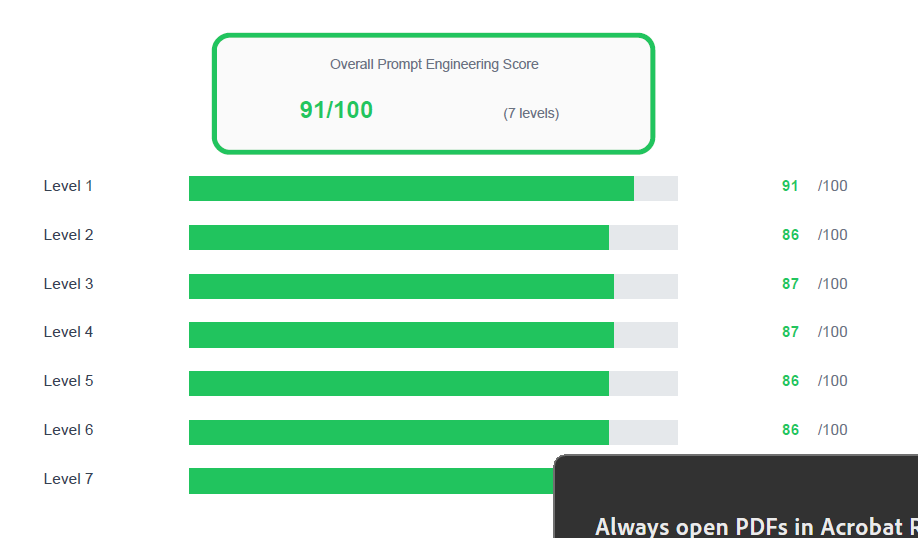 Overall Prompt Engineering Score
91/100 (7 levels)
Level 1 91 /100
Level 2 86 /100
Level 3 87 /100
Level 4 87 /100
Level 5 86 /100
Level 6 86 /100
Level 7
Always open PDFs in Acrobat